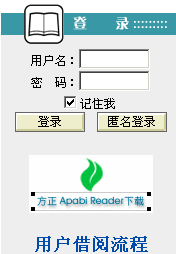 登 录
用户名：
密 码：
记住我
登录 匿名登录
方正 Apabi Reader下载
用户借阅流程